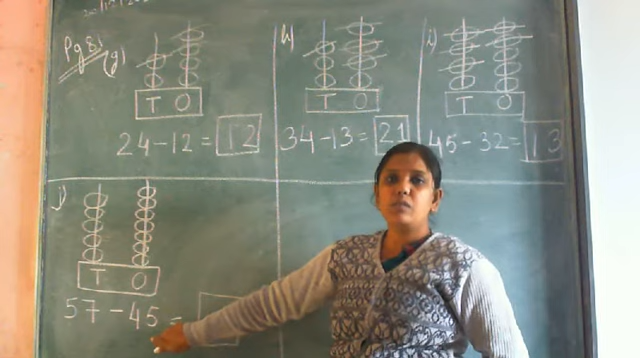 Pg 81
g)
h)
i)
T O
T O
T O
24-12=12
34-13=21
45-32=13
j)
T O
57-45=